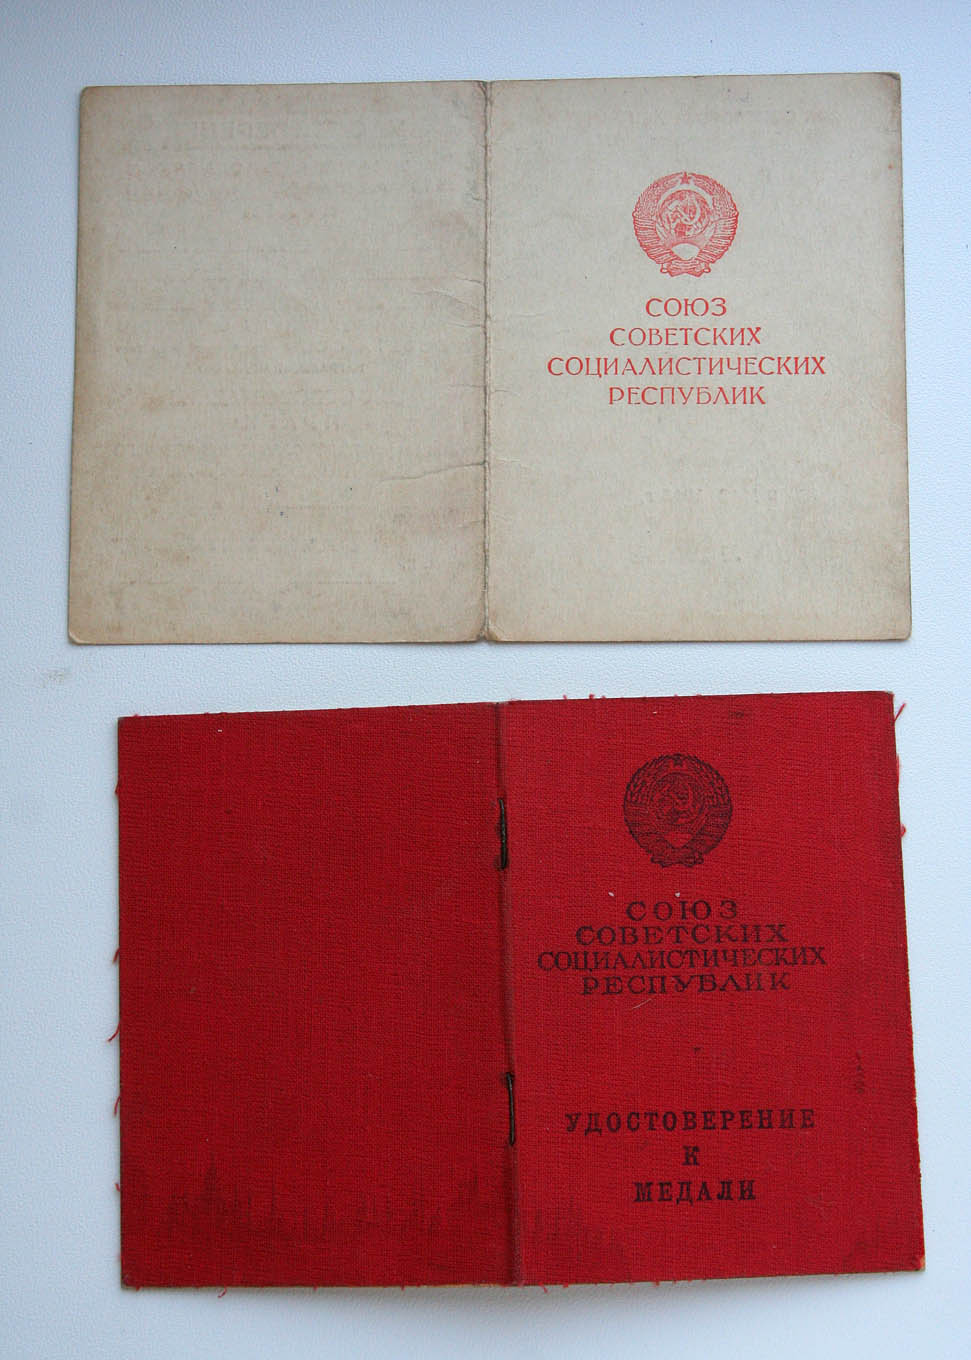 СОЮЗ
СОВЕТСКИХ
СОЦИАЛИСТИЧЕСКИХ
РЕСПУБЛИК
СОЮЗ
СОВЕТСКИХ
СОЦИАЛИСТИЧЕСКИХ
РЕСПУБЛИК
УДОСТОВЕРЕНИЕ
К
МЕДАЛИ